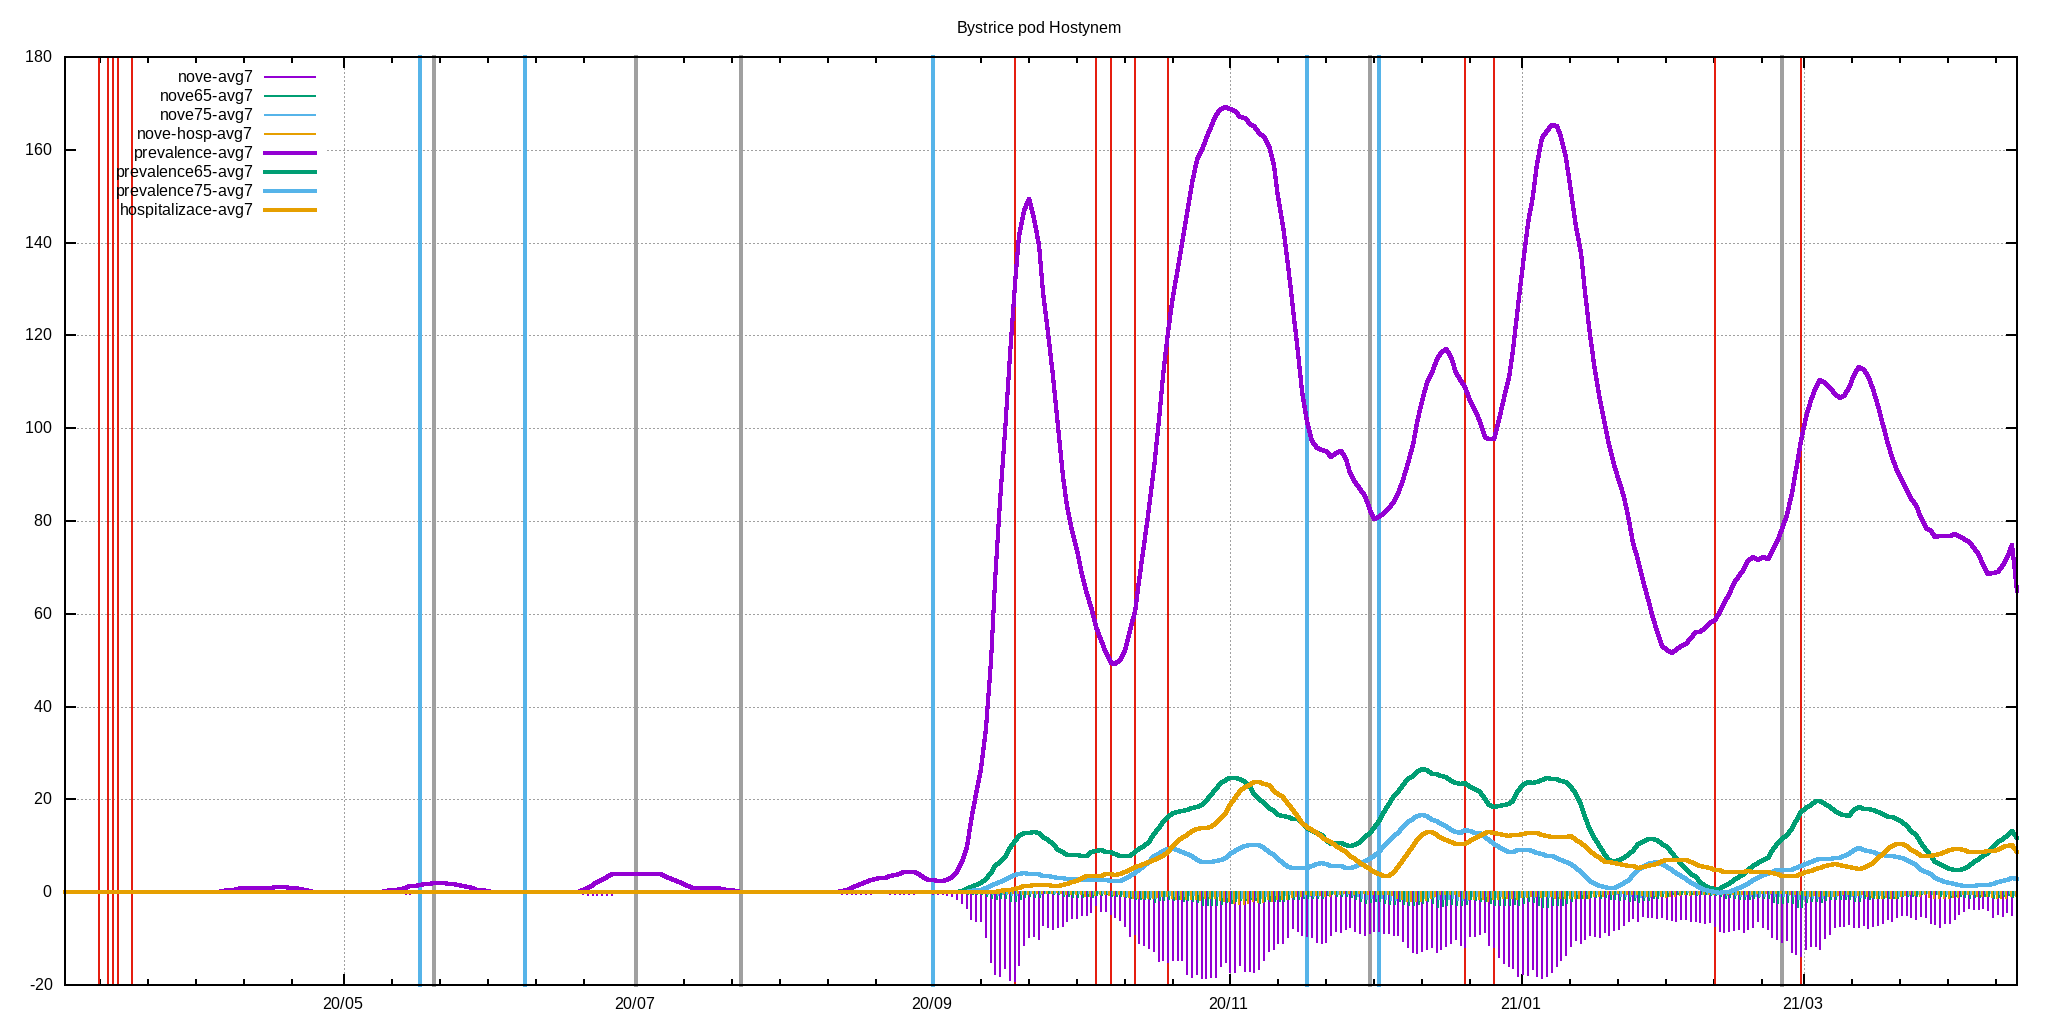 Bystrice pod Hostynem
180
160
140
120
100
80
60
40
20
0
-20
nove-avg7
nove65-avg7
nove75-avg7
nove-hosp-avg7
prevalence-avg7
prevalence65-avg7
prevalence75-avg7
hospitalizace-avg7
20/05 20/07 20/09 20/11 21/01 21/03